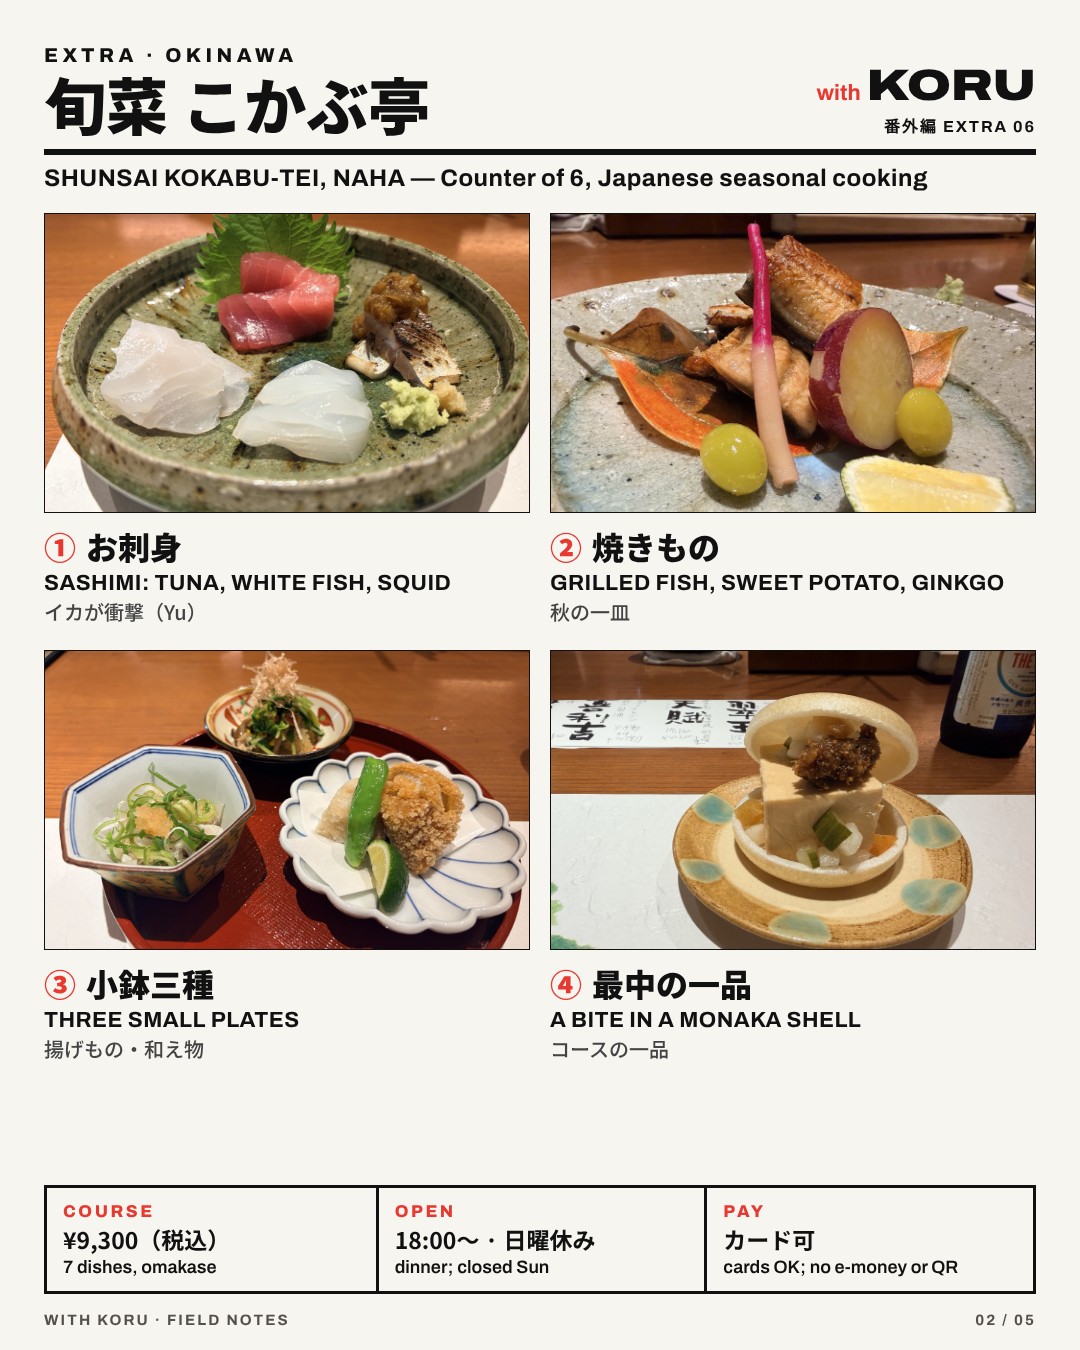 EXTRA · OKINAWA
旬菜 こかぶ亭
with KORU
番外編 EXTRA 06
SHUNSAI KOKABU-TEI, NAHA — Counter of 6, Japanese seasonal cooking
① お刺身
SASHIMI: TUNA, WHITE FISH, SQUID
イカが衝撃（Yu）
② 焼きもの
GRILLED FISH, SWEET POTATO, GINKGO
秋の一皿
天賦
翠玉
THE
③ 小鉢三種
THREE SMALL PLATES
揚げもの・和え物
④ 最中の一品
A BITE IN A MONAKA SHELL
コースの一品
COURSE
¥9,300（税込）
7 dishes, omakase
OPEN
18:00〜 · 日曜休み
dinner; closed Sun
PAY
カード可
cards OK; no e-money or QR
WITH KORU · FIELD NOTES
02 / 05